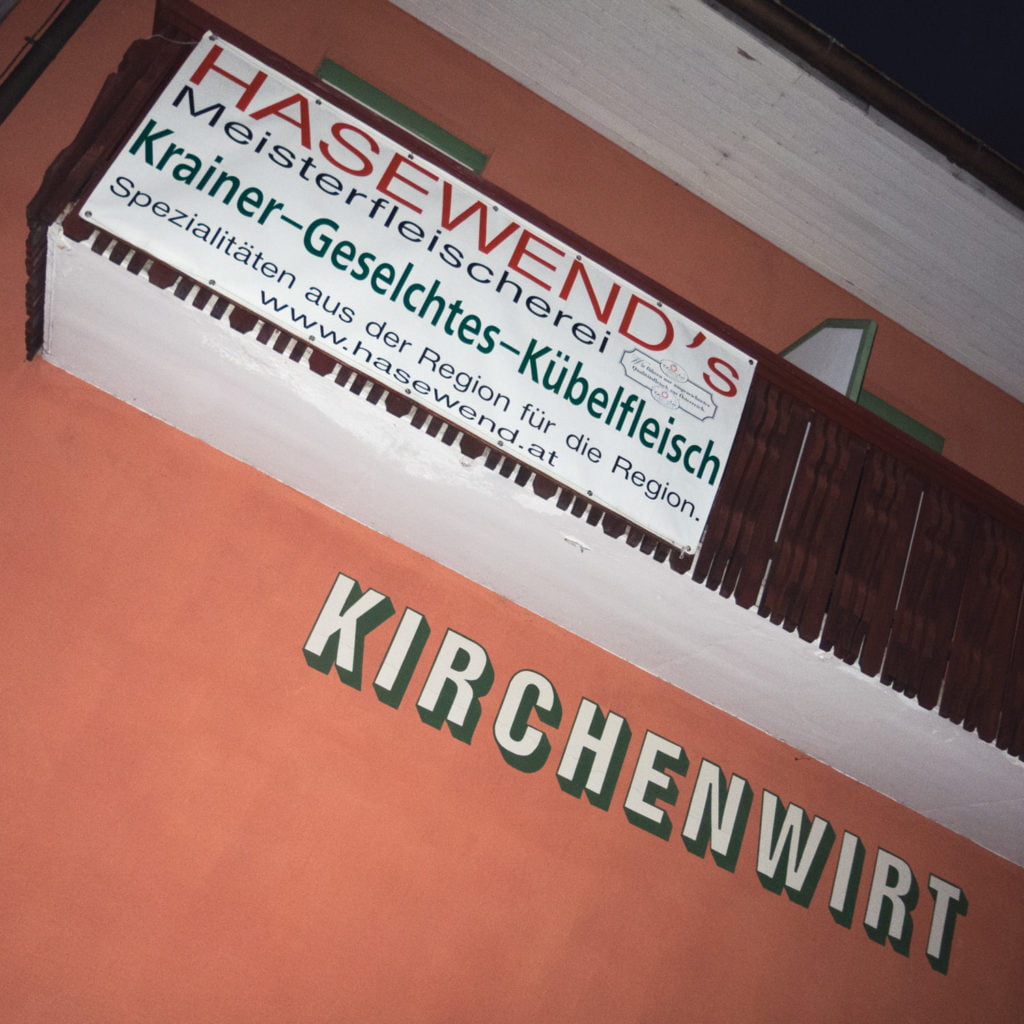 HASEWEND's
Meisterfleischerei
Krainer–Geselchtes–Kübelfleisch
Spezialitäten aus der Region für die Region.
www.hasewend.at
KIRCHENWIRT